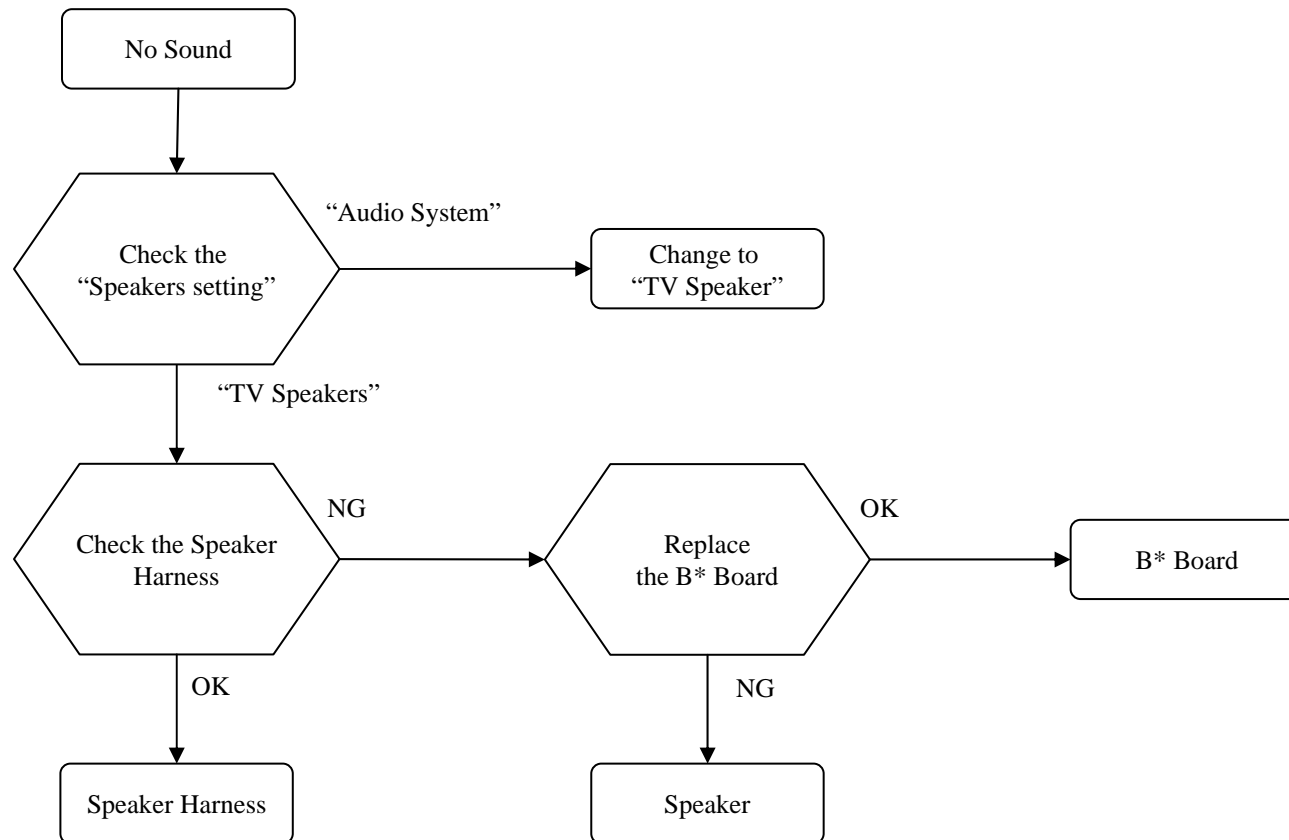 No Sound
“Audio System”
Check the
“Speakers setting”
Change to
“TV Speaker”
“TV Speakers”
NG
OK
Check the Speaker
Harness
Replace
the B* Board
B* Board
OK
NG
Speaker Harness
Speaker